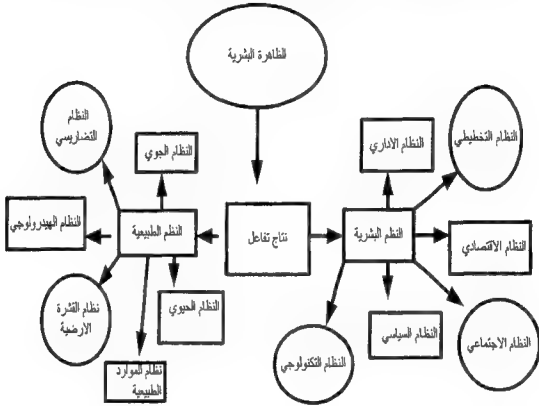 الظاهرة البشرية
النظام
التضاريسي
النظام الجوي
النظام الاداري
النظام التخطيطي
النظام الهيدرولوجي
النظم الطبيعية
نتاج تفاعل
النظم البشرية
النظام الاقتصادي
نظام القشرة
الارضية
النظام الحيوي
نظام الموارد
الطبيعية
النظام التكنولوجي
النظام السياسي
النظام الاجتماعي